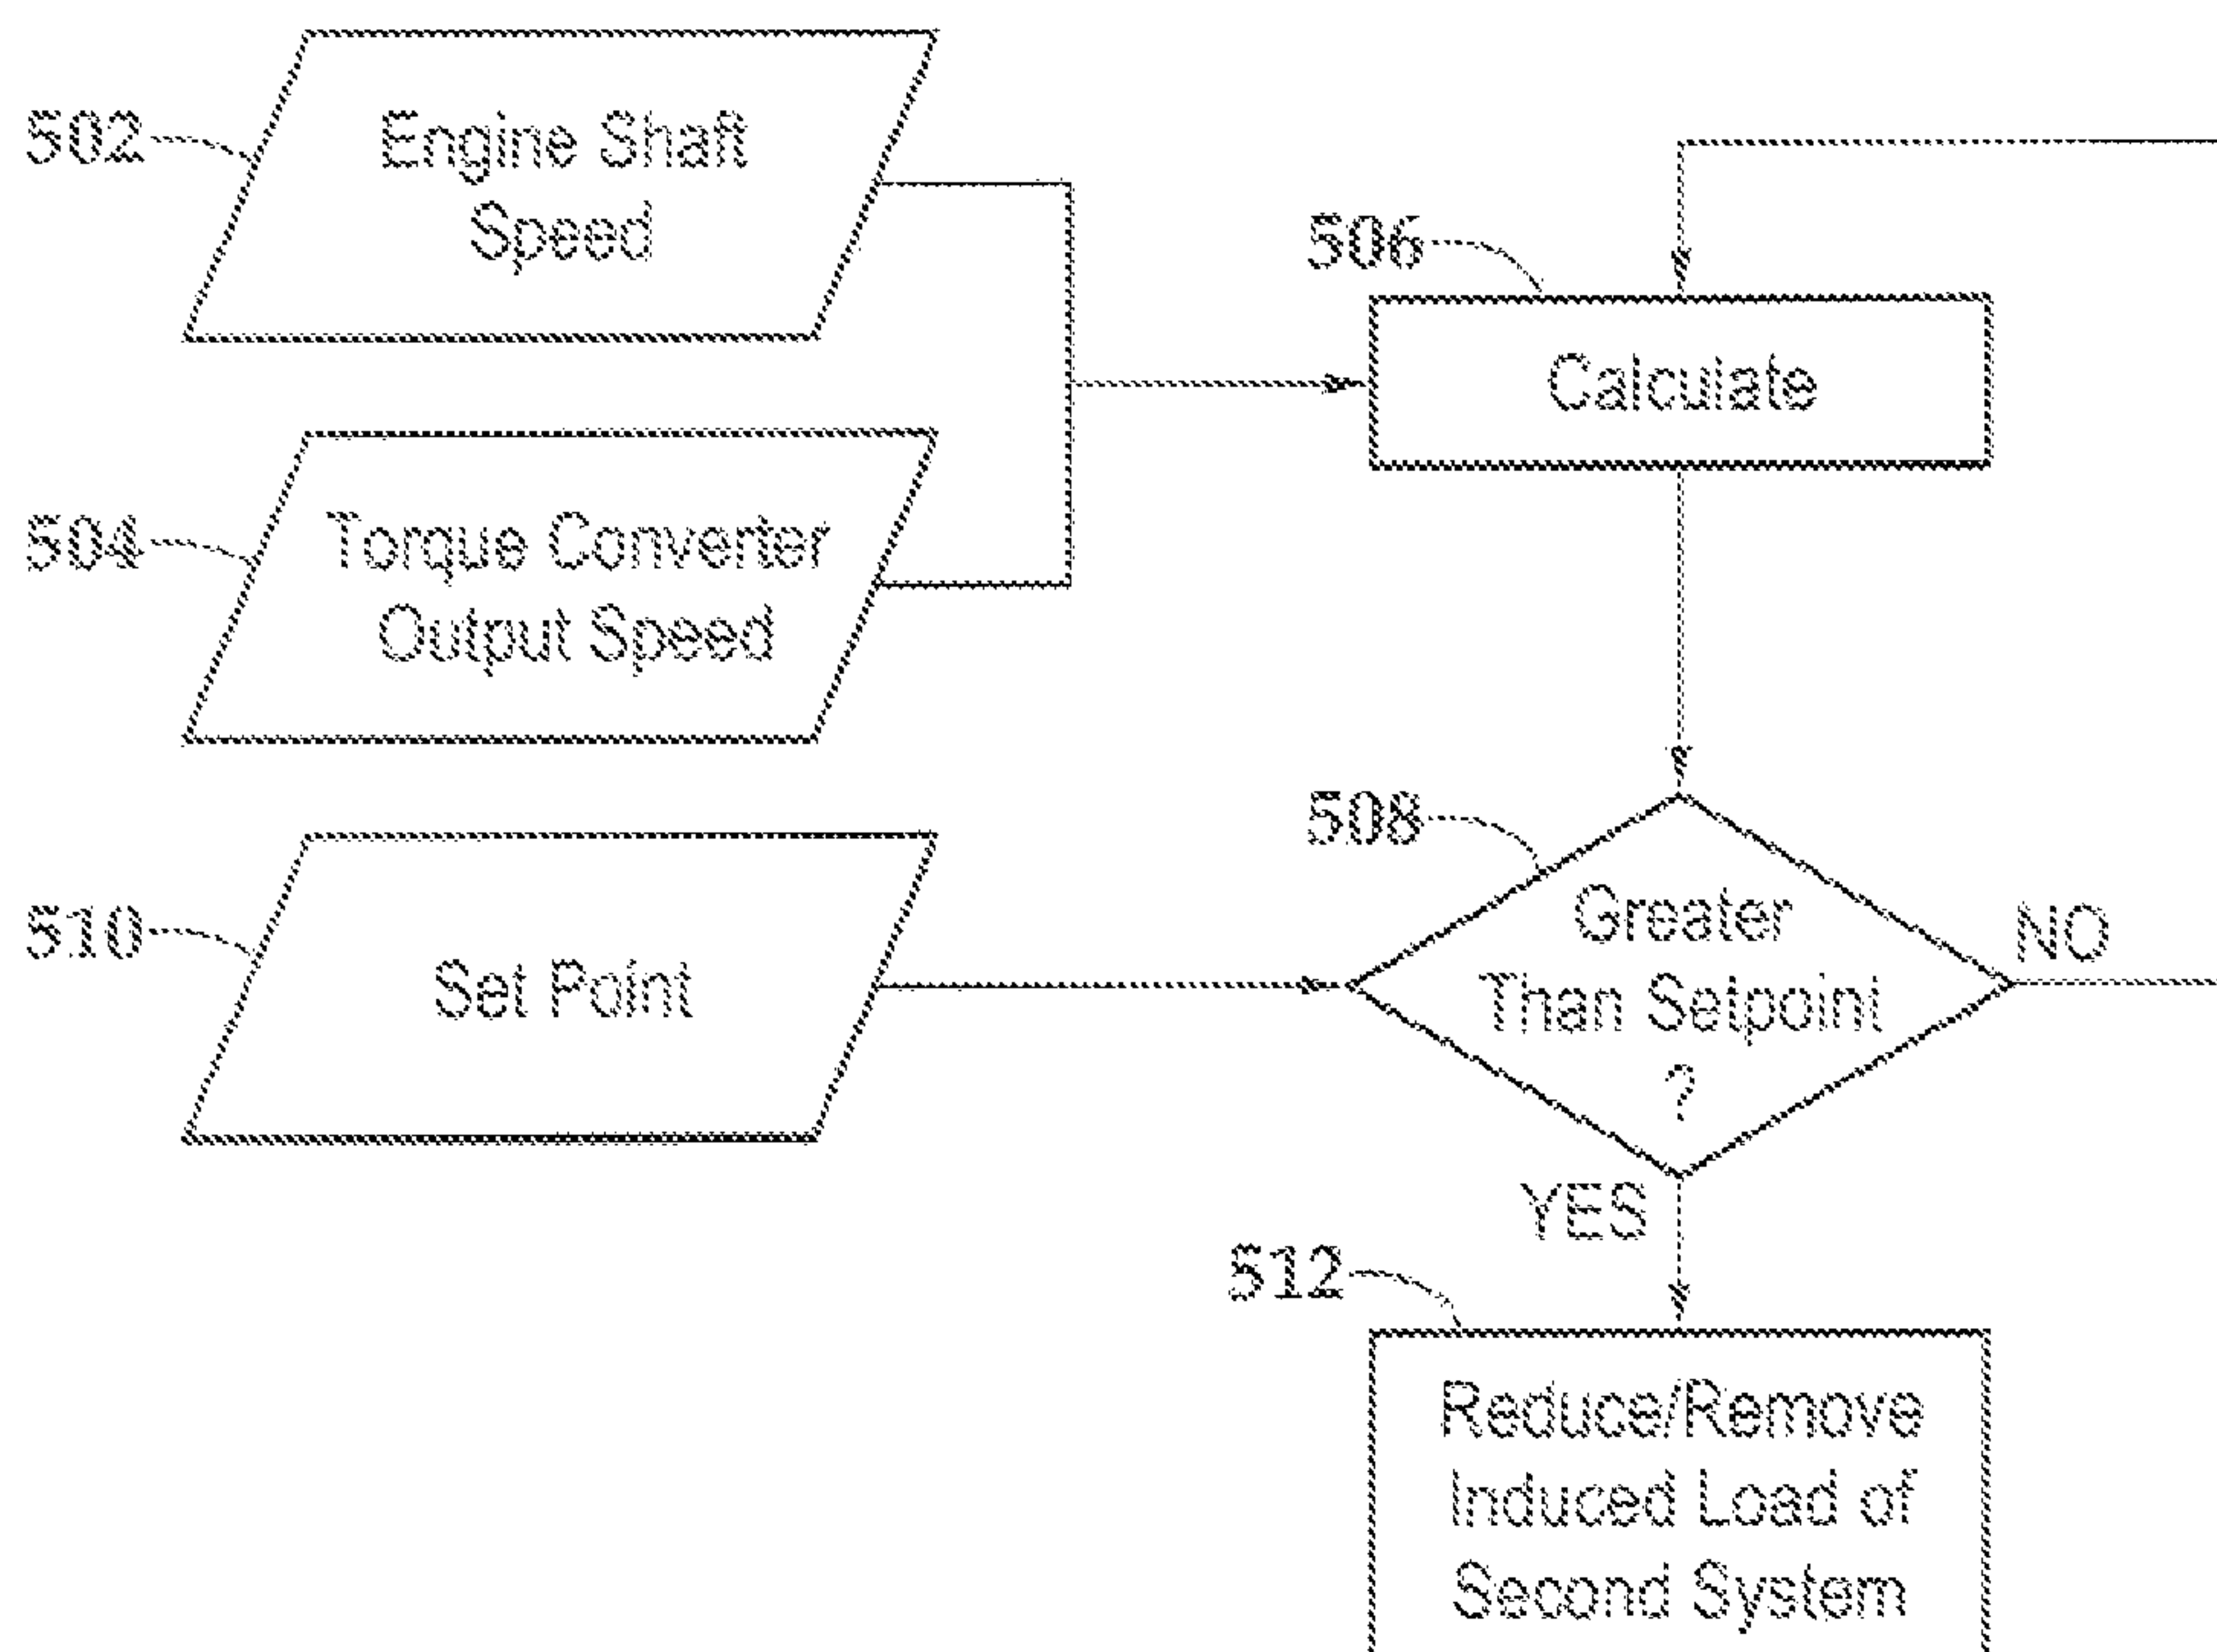 502
Engine Shaft
Speed
506
Calculate
504
Torque Converter
Output Speed
508
Greater
Than Setpoint
?
NO
510
Set Point
YES
512
Reduce/Remove
Induced Load of
Second System